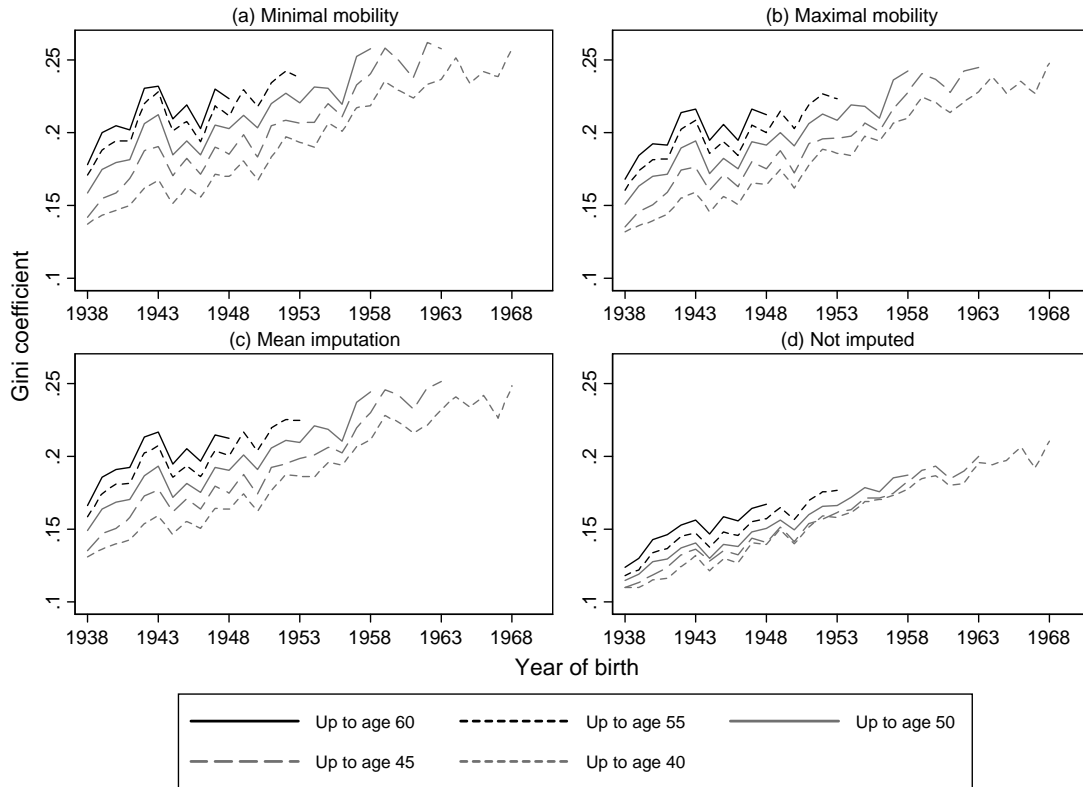 (a) Minimal mobility
(b) Maximal mobility
.25
.2
.15
.1
1938 1943 1948 1953 1958 1963 1968
.25
.2
.15
.1
1938 1943 1948 1953 1958 1963 1968
(c) Mean imputation
(d) Not imputed
.25
.2
.15
.1
1938 1943 1948 1953 1958 1963 1968
.25
.2
.15
.1
1938 1943 1948 1953 1958 1963 1968
Gini coefficient
Year of birth
Up to age 60
Up to age 55
Up to age 50
Up to age 45
Up to age 40